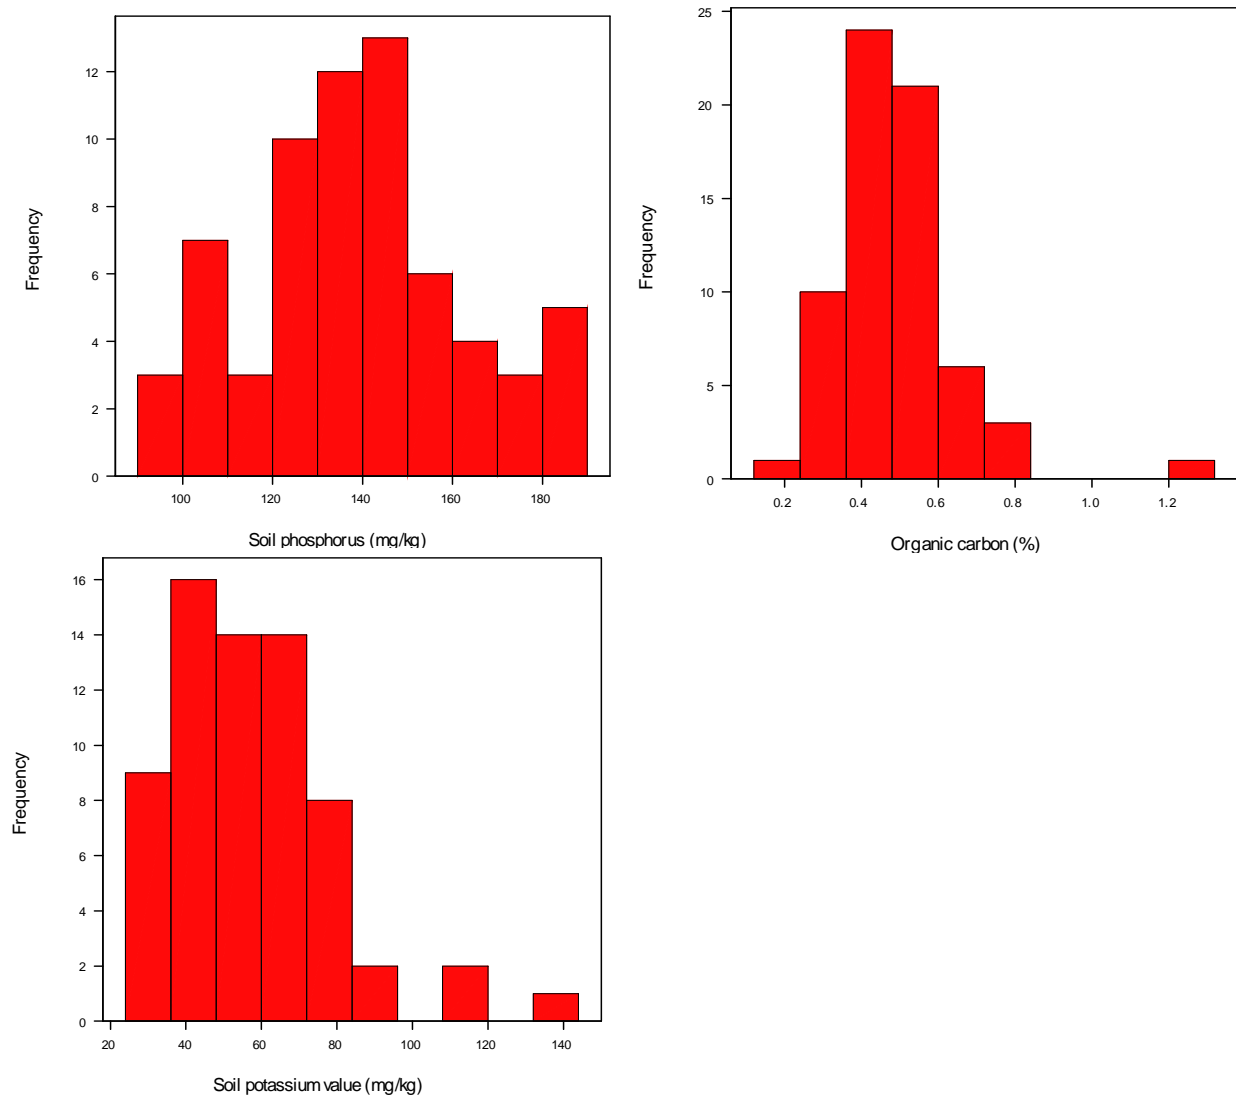 12
10
8
6
4
2
0
Frequency
100 120 140 160 180
Soil phosphorus (mg/kg)
25
20
15
10
5
0
Frequency
0.2 0.4 0.6 0.8 1.0 1.2
Organic carbon (%)
16
14
12
10
8
6
4
2
0
Frequency
20 40 60 80 100 120 140
Soil potassium value (mg/kg)